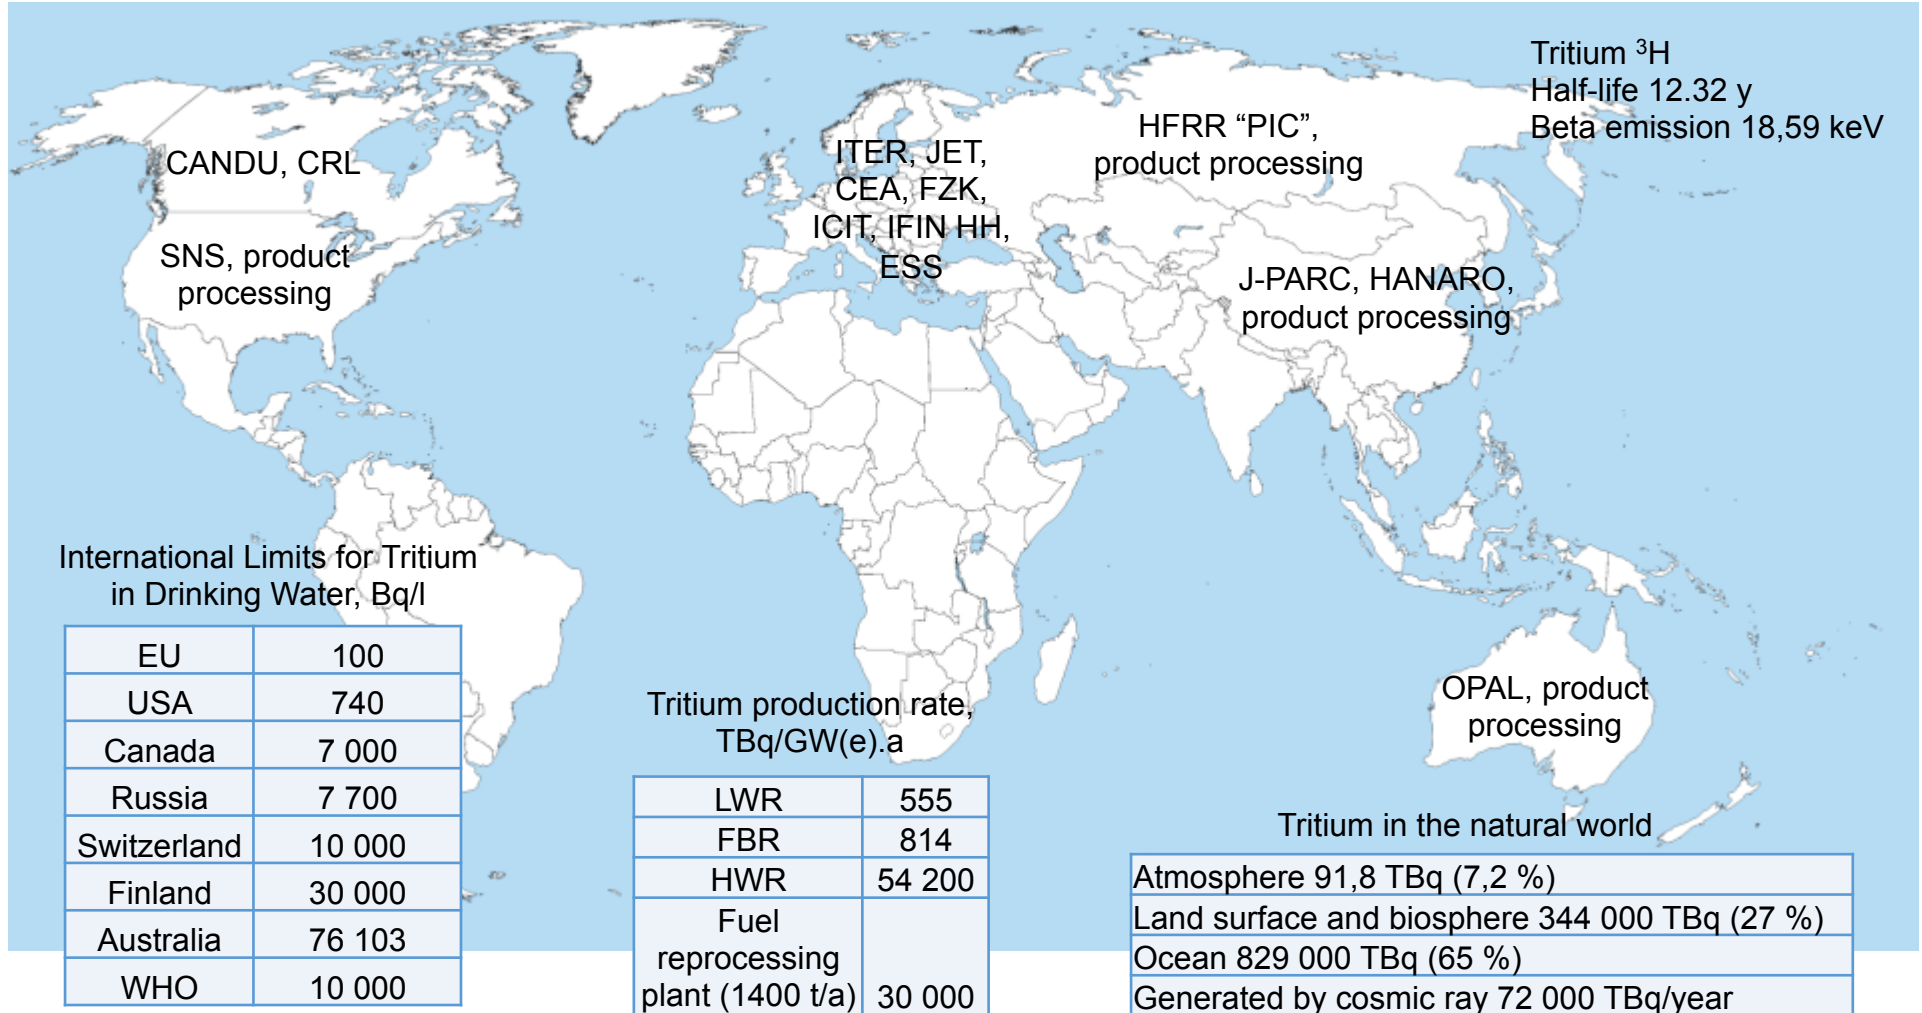 Tritium ³H
Half-life 12.32 y
Beta emission 18,59 keV
CANDU, CRL
SNS, product
processing
ITER, JET,
CEA, FZK,
ICIT, IFIN HH,
ESS
HFRR “PIC”,
product processing
J-PARC, HANARO,
product processing
OPAL, product
processing
International Limits for Tritium
in Drinking Water, Bq/l
EU 100
USA 740
Canada 7 000
Russia 7 700
Switzerland 10 000
Finland 30 000
Australia 76 103
WHO 10 000
Tritium production rate,
TBq/GW(e).a
LWR 555
FBR 814
HWR 54 200
Fuel
reprocessing
plant (1400 t/a) 30 000
Tritium in the natural world
Atmosphere 91,8 TBq (7,2 %)
Land surface and biosphere 344 000 TBq (27 %)
Ocean 829 000 TBq (65 %)
Generated by cosmic ray 72 000 TBq/year